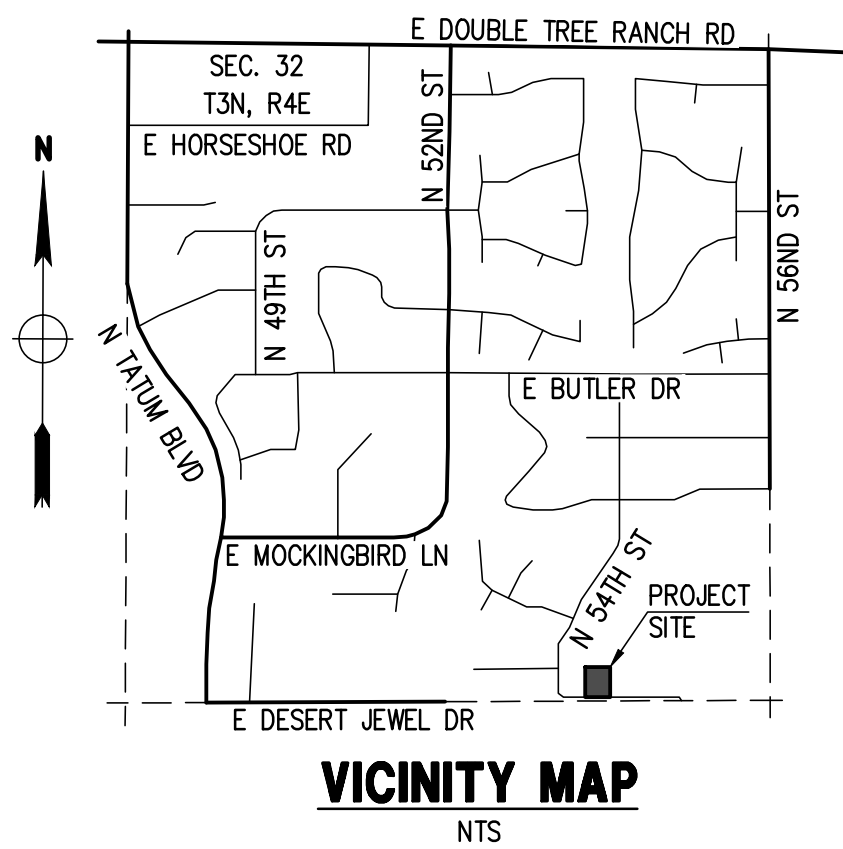 E DOUBLE TREE RANCH RD
SEC. 32
T3N, R4E
E HORSESHOE RD
N 52ND ST
N
N 49TH ST
N 56ND ST
N TATUM BLVD
E BUTLER DR
E MOCKINGBIRD LN
N 54TH ST
PROJECT
SITE
E DESERT JEWEL DR
VICINITY MAP
NTS